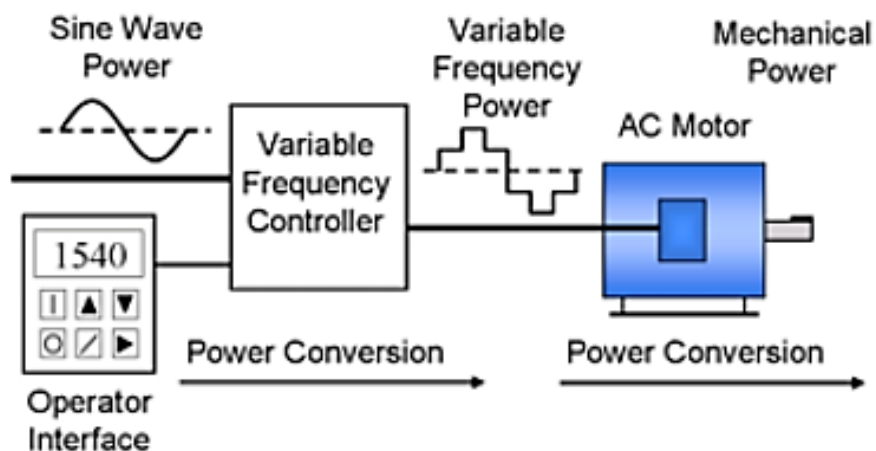 Sine Wave
Power
Variable
Frequency
Power
Mechanical
Power
AC Motor
Variable
Frequency
Controller
1540
Power Conversion
Power Conversion
Operator
Interface